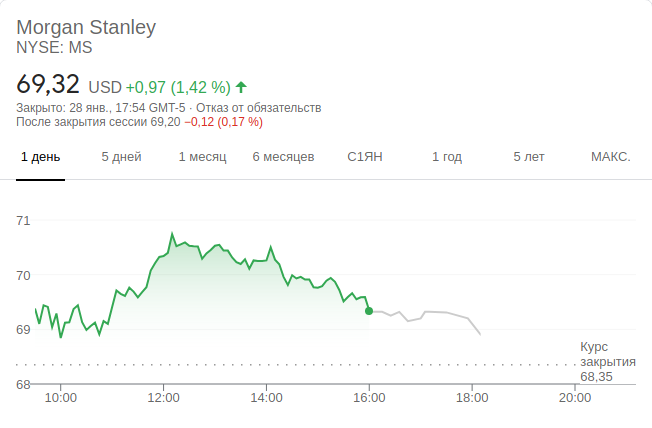 Morgan Stanley
NYSE: MS
69,32 USD +0,97 (1,42 %)
Закрыто: 28 янв., 17:54 GMT-5 · Отказ от обязательств
После закрытия сессии 69,20 −0,12 (0,17 %)
1 день 5 дней 1 месяц 6 месяцев С1ЯН 1 год 5 лет МАКС.
71
70
69
Курс
закрытия
68,35
68
10:00 12:00 14:00 16:00 18:00 20:00